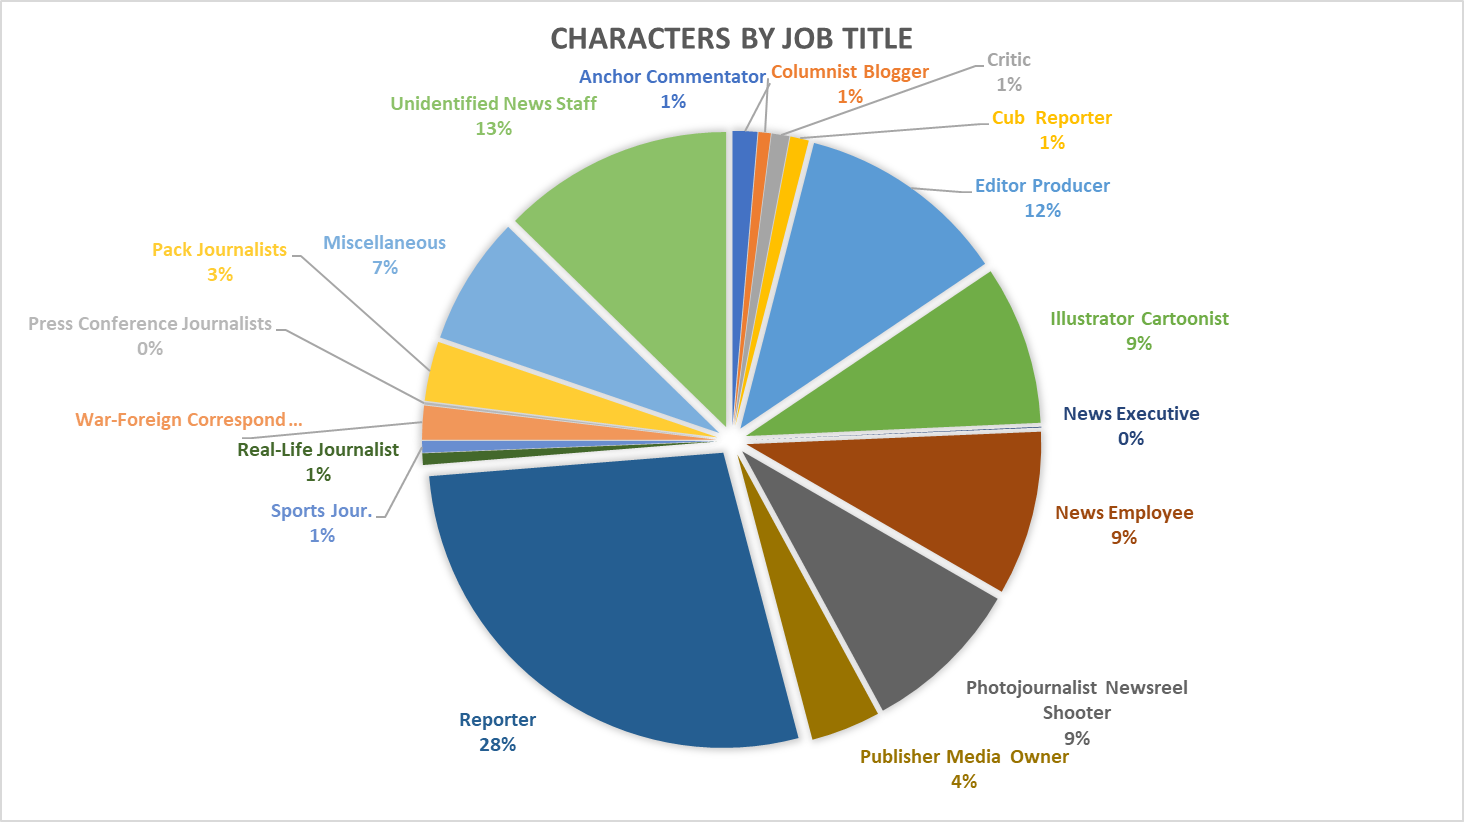 CHARACTERS BY JOB TITLE
Anchor Commentator
1%
Columnist Blogger
1%
Critic
1%
Cub Reporter
1%
Editor Producer
12%
Illustrator Cartoonist
9%
News Executive
0%
News Employee
9%
Photojournalist Newsreel
Shooter
9%
Publisher Media Owner
4%
Reporter
28%
Real-Life Journalist
1%
Sports Jour.
1%
War-Foreign Correspond...
Press Conference Journalists
0%
Pack Journalists
3%
Miscellaneous
7%
Unidentified News Staff
13%